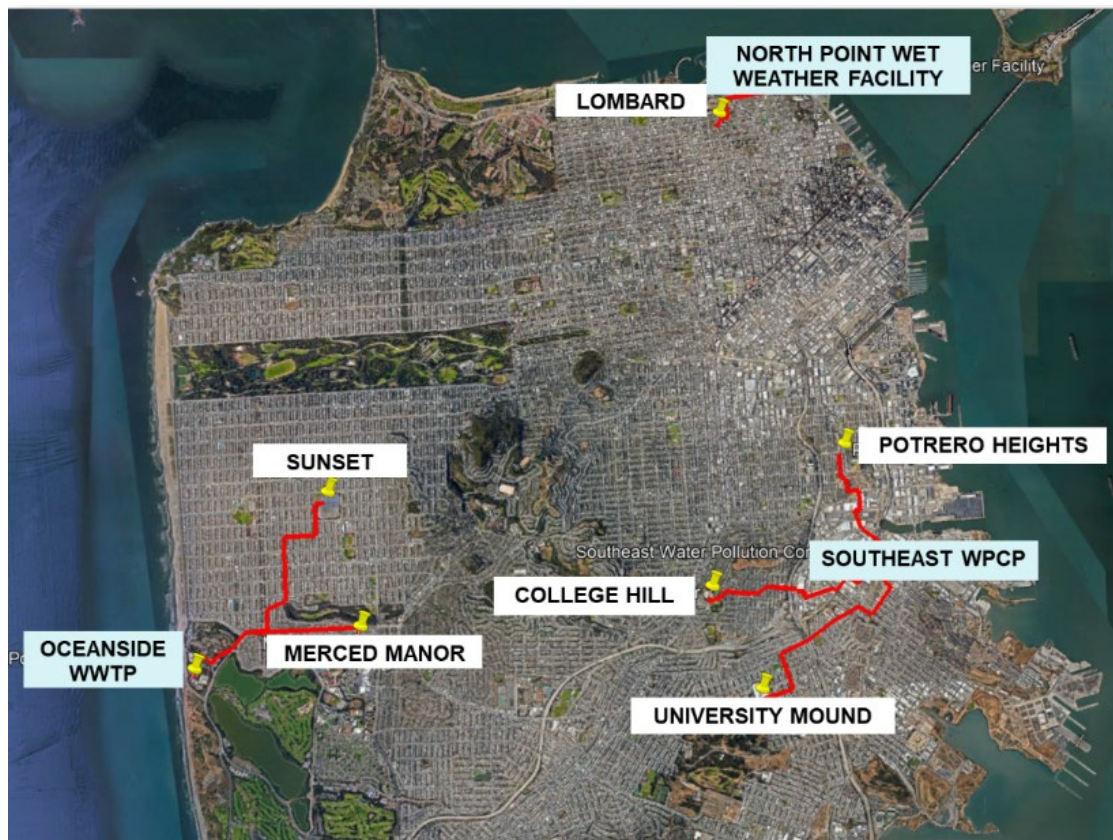 NORTH POINT WET
WEATHER FACILITY
er Facility
LOMBARD
SUNSET
POTRERO HEIGHTS
Southeast Water Pollution Con
SOUTHEAST WPCP
COLLEGE HILL
OCEANSIDE
WWTP
Po
MERCED MANOR
UNIVERSITY MOUND